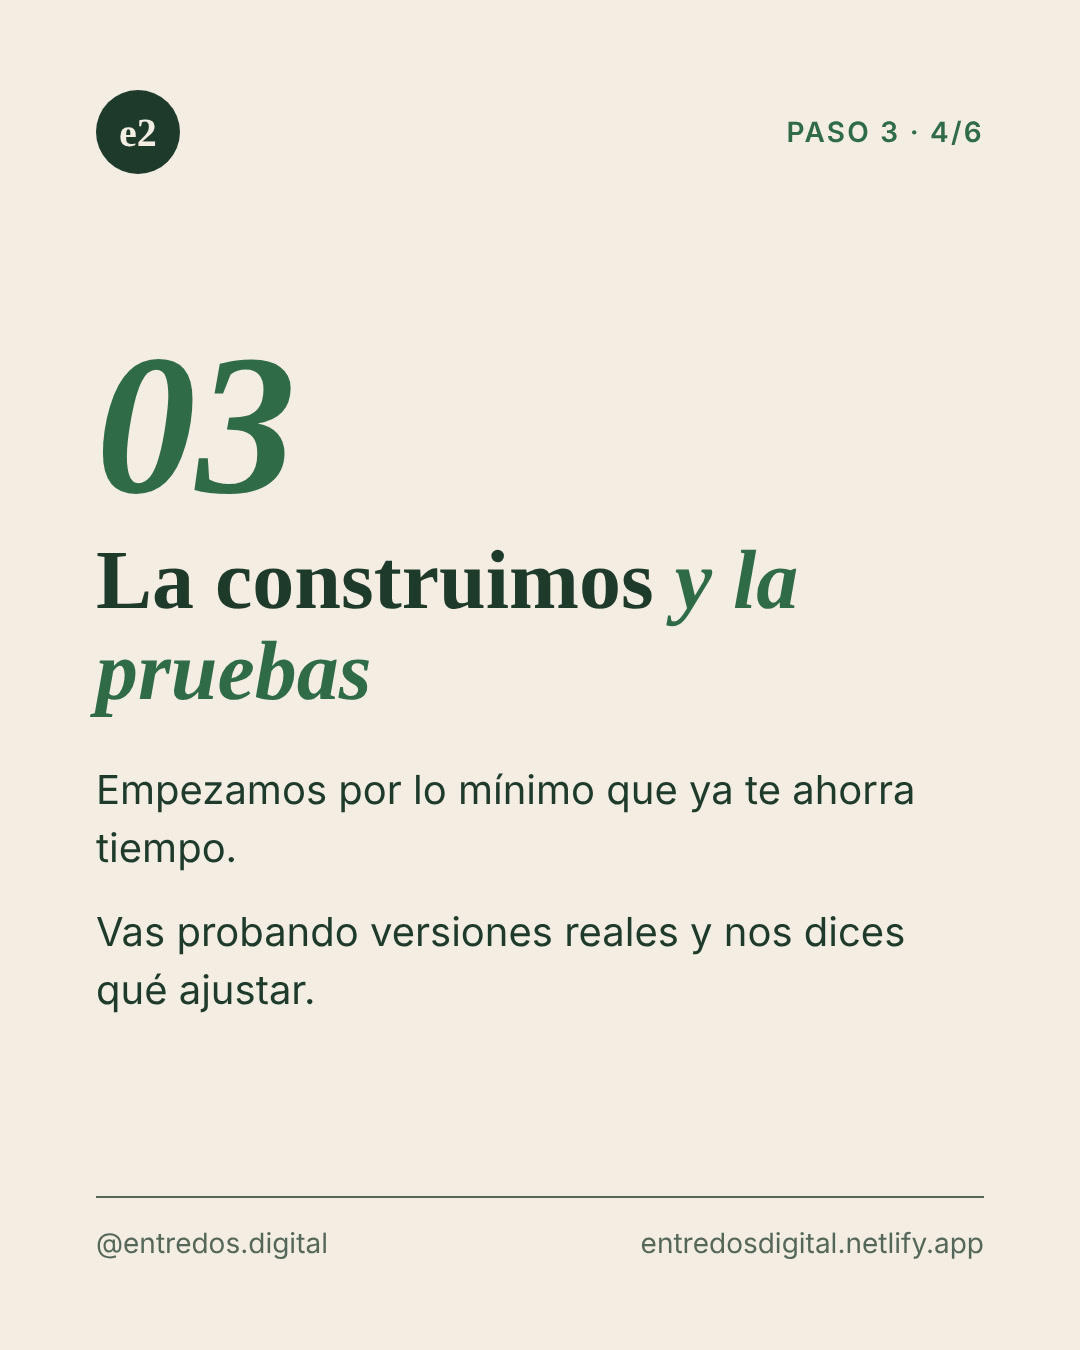 e2
PASO 3 · 4/6
03
La construimos y la
pruebas
Empezamos por lo mínimo que ya te ahorra
tiempo.
Vas probando versiones reales y nos dices
qué ajustar.
@entredos.digital
entredosdigital.netlify.app